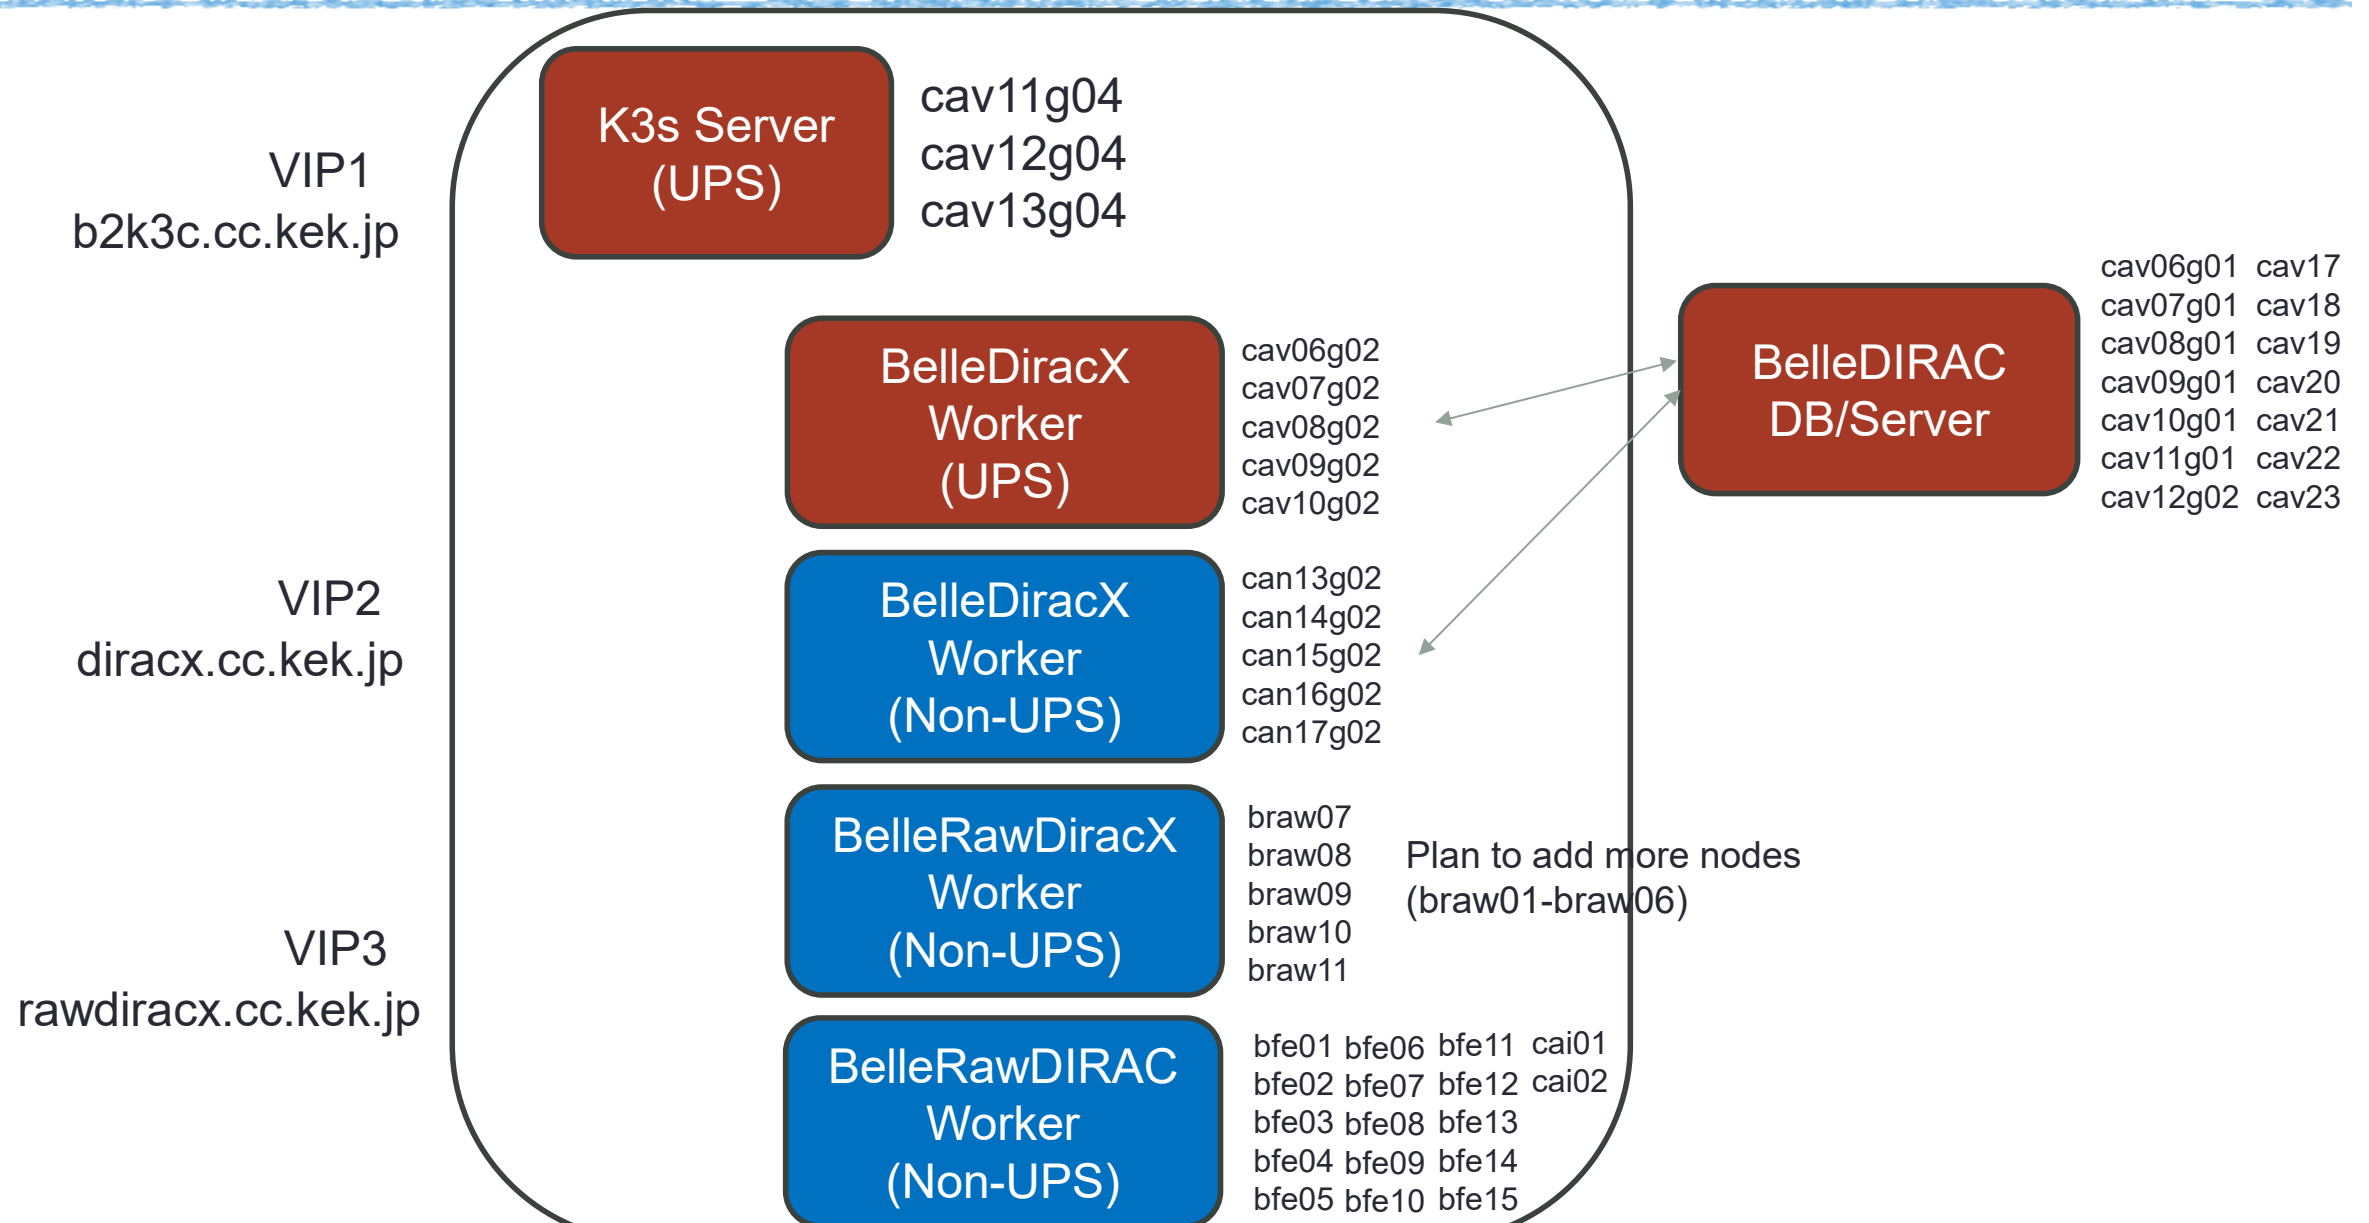 VIP1
b2k3c.cc.kek.jp
VIP2
diracx.cc.kek.jp
VIP3
rawdiracx.cc.kek.jp
K3s Server
(UPS)
cav11g04
cav12g04
cav13g04
BelleDiracX
Worker
(UPS)
cav06g02
cav07g02
cav08g02
cav09g02
cav10g02
BelleDiracX
Worker
(Non-UPS)
can13g02
can14g02
can15g02
can16g02
can17g02
BelleRawDiracX
Worker
(Non-UPS)
braw07
braw08
braw09
braw10
braw11
Plan to add more nodes
(braw01-braw06)
BelleRawDIRAC
Worker
(Non-UPS)
bfe01 bfe06 bfe11 cai01
bfe02 bfe07 bfe12 cai02
bfe03 bfe08 bfe13
bfe04 bfe09 bfe14
bfe05 bfe10 bfe15
BelleDIRAC
DB/Server
cav06g01 cav17
cav07g01 cav18
cav08g01 cav19
cav09g01 cav20
cav10g01 cav21
cav11g01 cav22
cav12g02 cav23